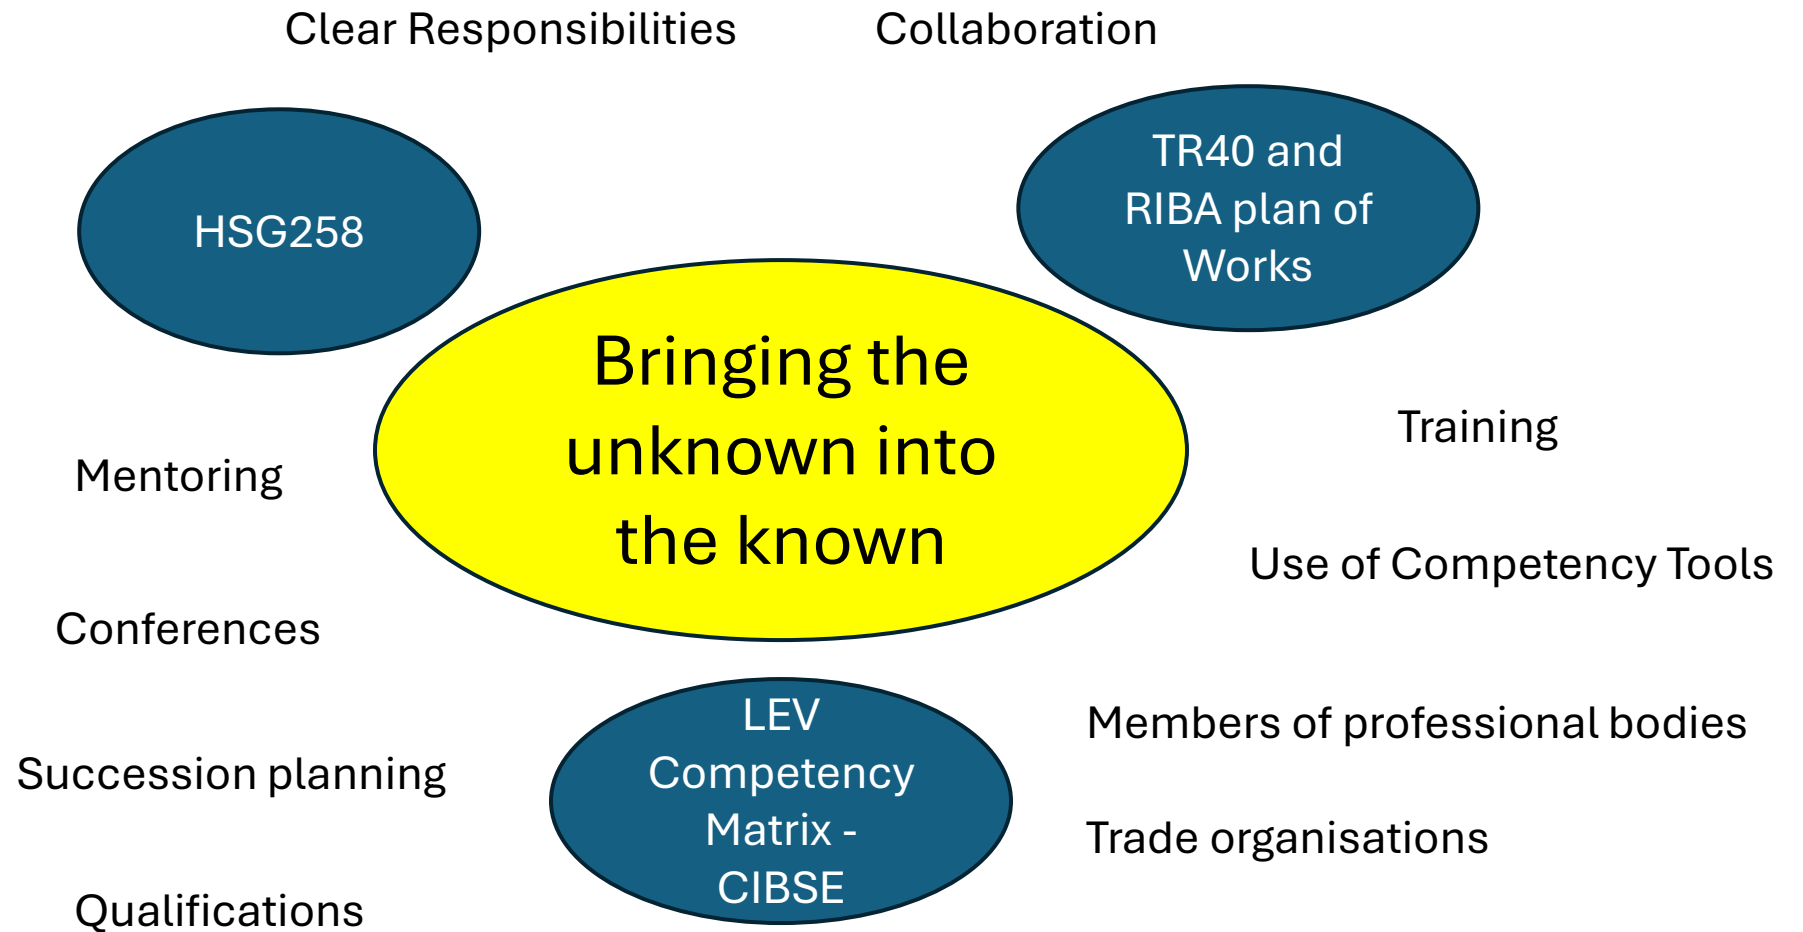 Clear Responsibilities
Collaboration
HSG258
TR40 and
RIBA plan of
Works
Bringing the
unknown into
the known
Training
Mentoring
Use of Competency Tools
Conferences
LEV
Competency
Matrix -
CIBSE
Members of professional bodies
Succession planning
Trade organisations
Qualifications